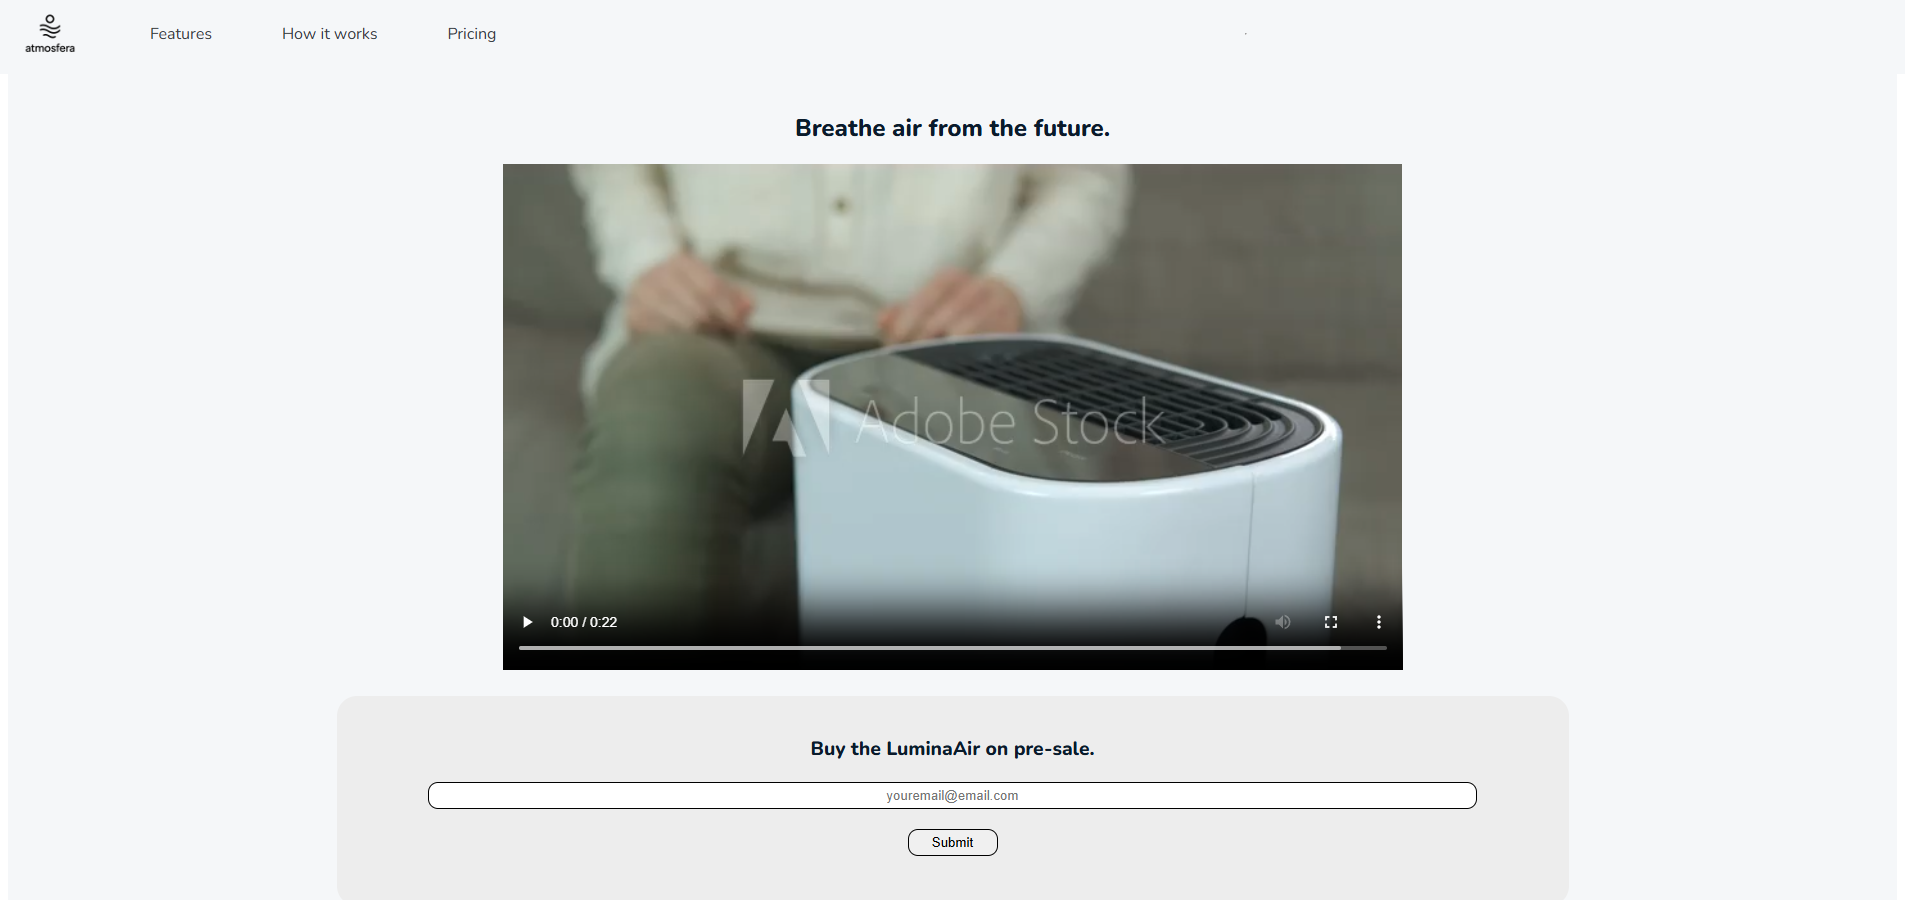 atmosfera
Features
How it works
Pricing
Breathe air from the future.
Adobe Stock
0:00 / 0:22
Buy the LuminaAir on pre-sale.
youremail@email.com
Submit